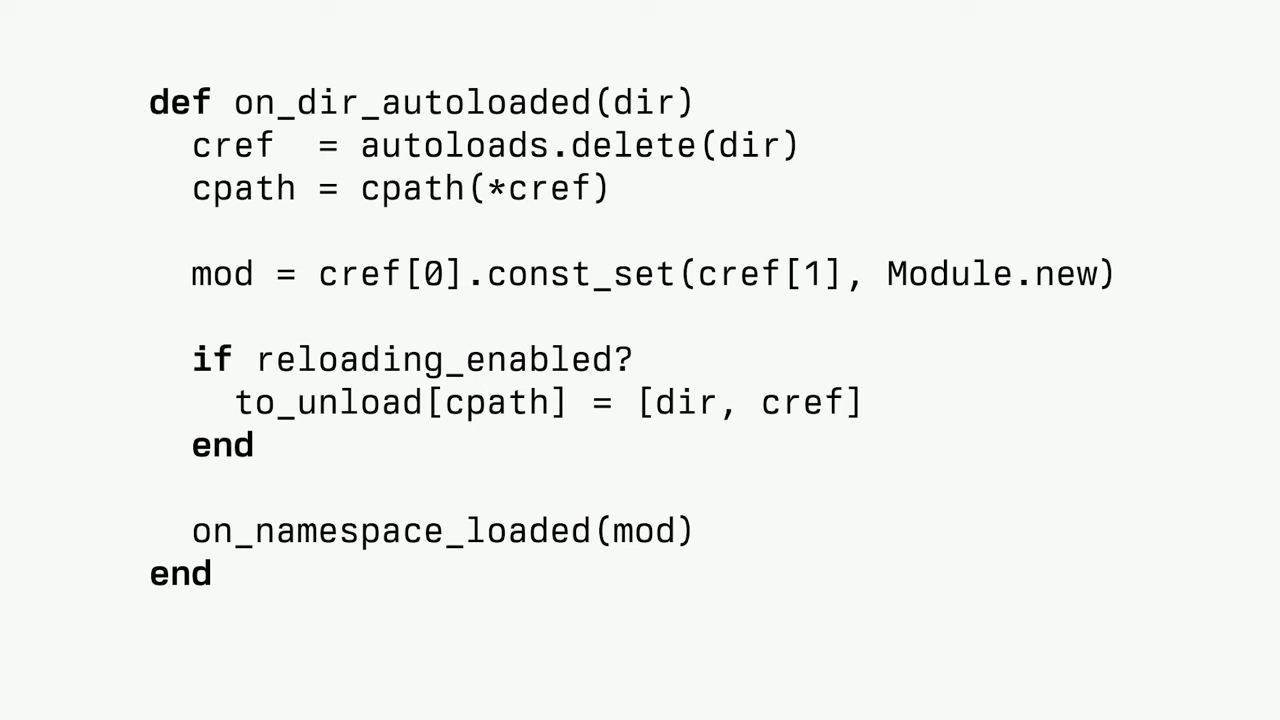 def on_dir_autoloaded(dir)
  cref  = autoloads.delete(dir)
  cpath = cpath(*cref)

  mod = cref[0].const_set(cref[1], Module.new)

  if reloading_enabled?
    to_unload[cpath] = [dir, cref]
  end

  on_namespace_loaded(mod)
end